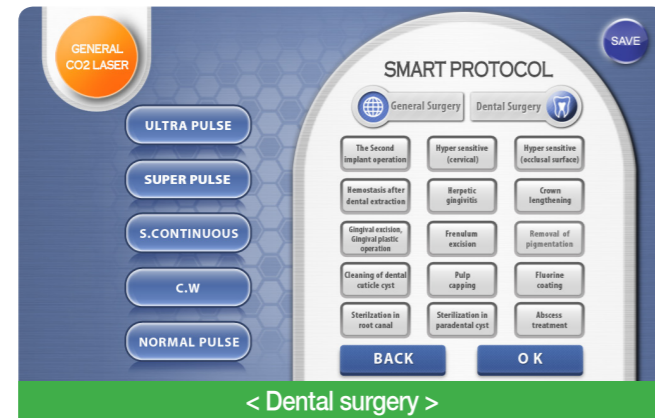 GENERAL
CO2 LASER
SAVE
SMART PROTOCOL
General Surgery
Dental Surgery
ULTRA PULSE
SUPER PULSE
S.CONTINUOUS
C.W
NORMAL PULSE
The Second
implant operation
Hyper sensitive
(cervical)
Hyper sensitive
(occlusal surface)
Hemostasis after
dental extraction
Herpetic
gingivitis
Crown
lengthening
Gingival excision,
Gingival plastic
operation
Frenulum
excision
Removal of
pigmentation
Cleaning of dental
cuticle cyst
Pulp
capping
Fluorine
coating
Sterilzation in
root canal
Sterilization in
paradental cyst
Abscess
treatment
BACK
O K
< Dental surgery >